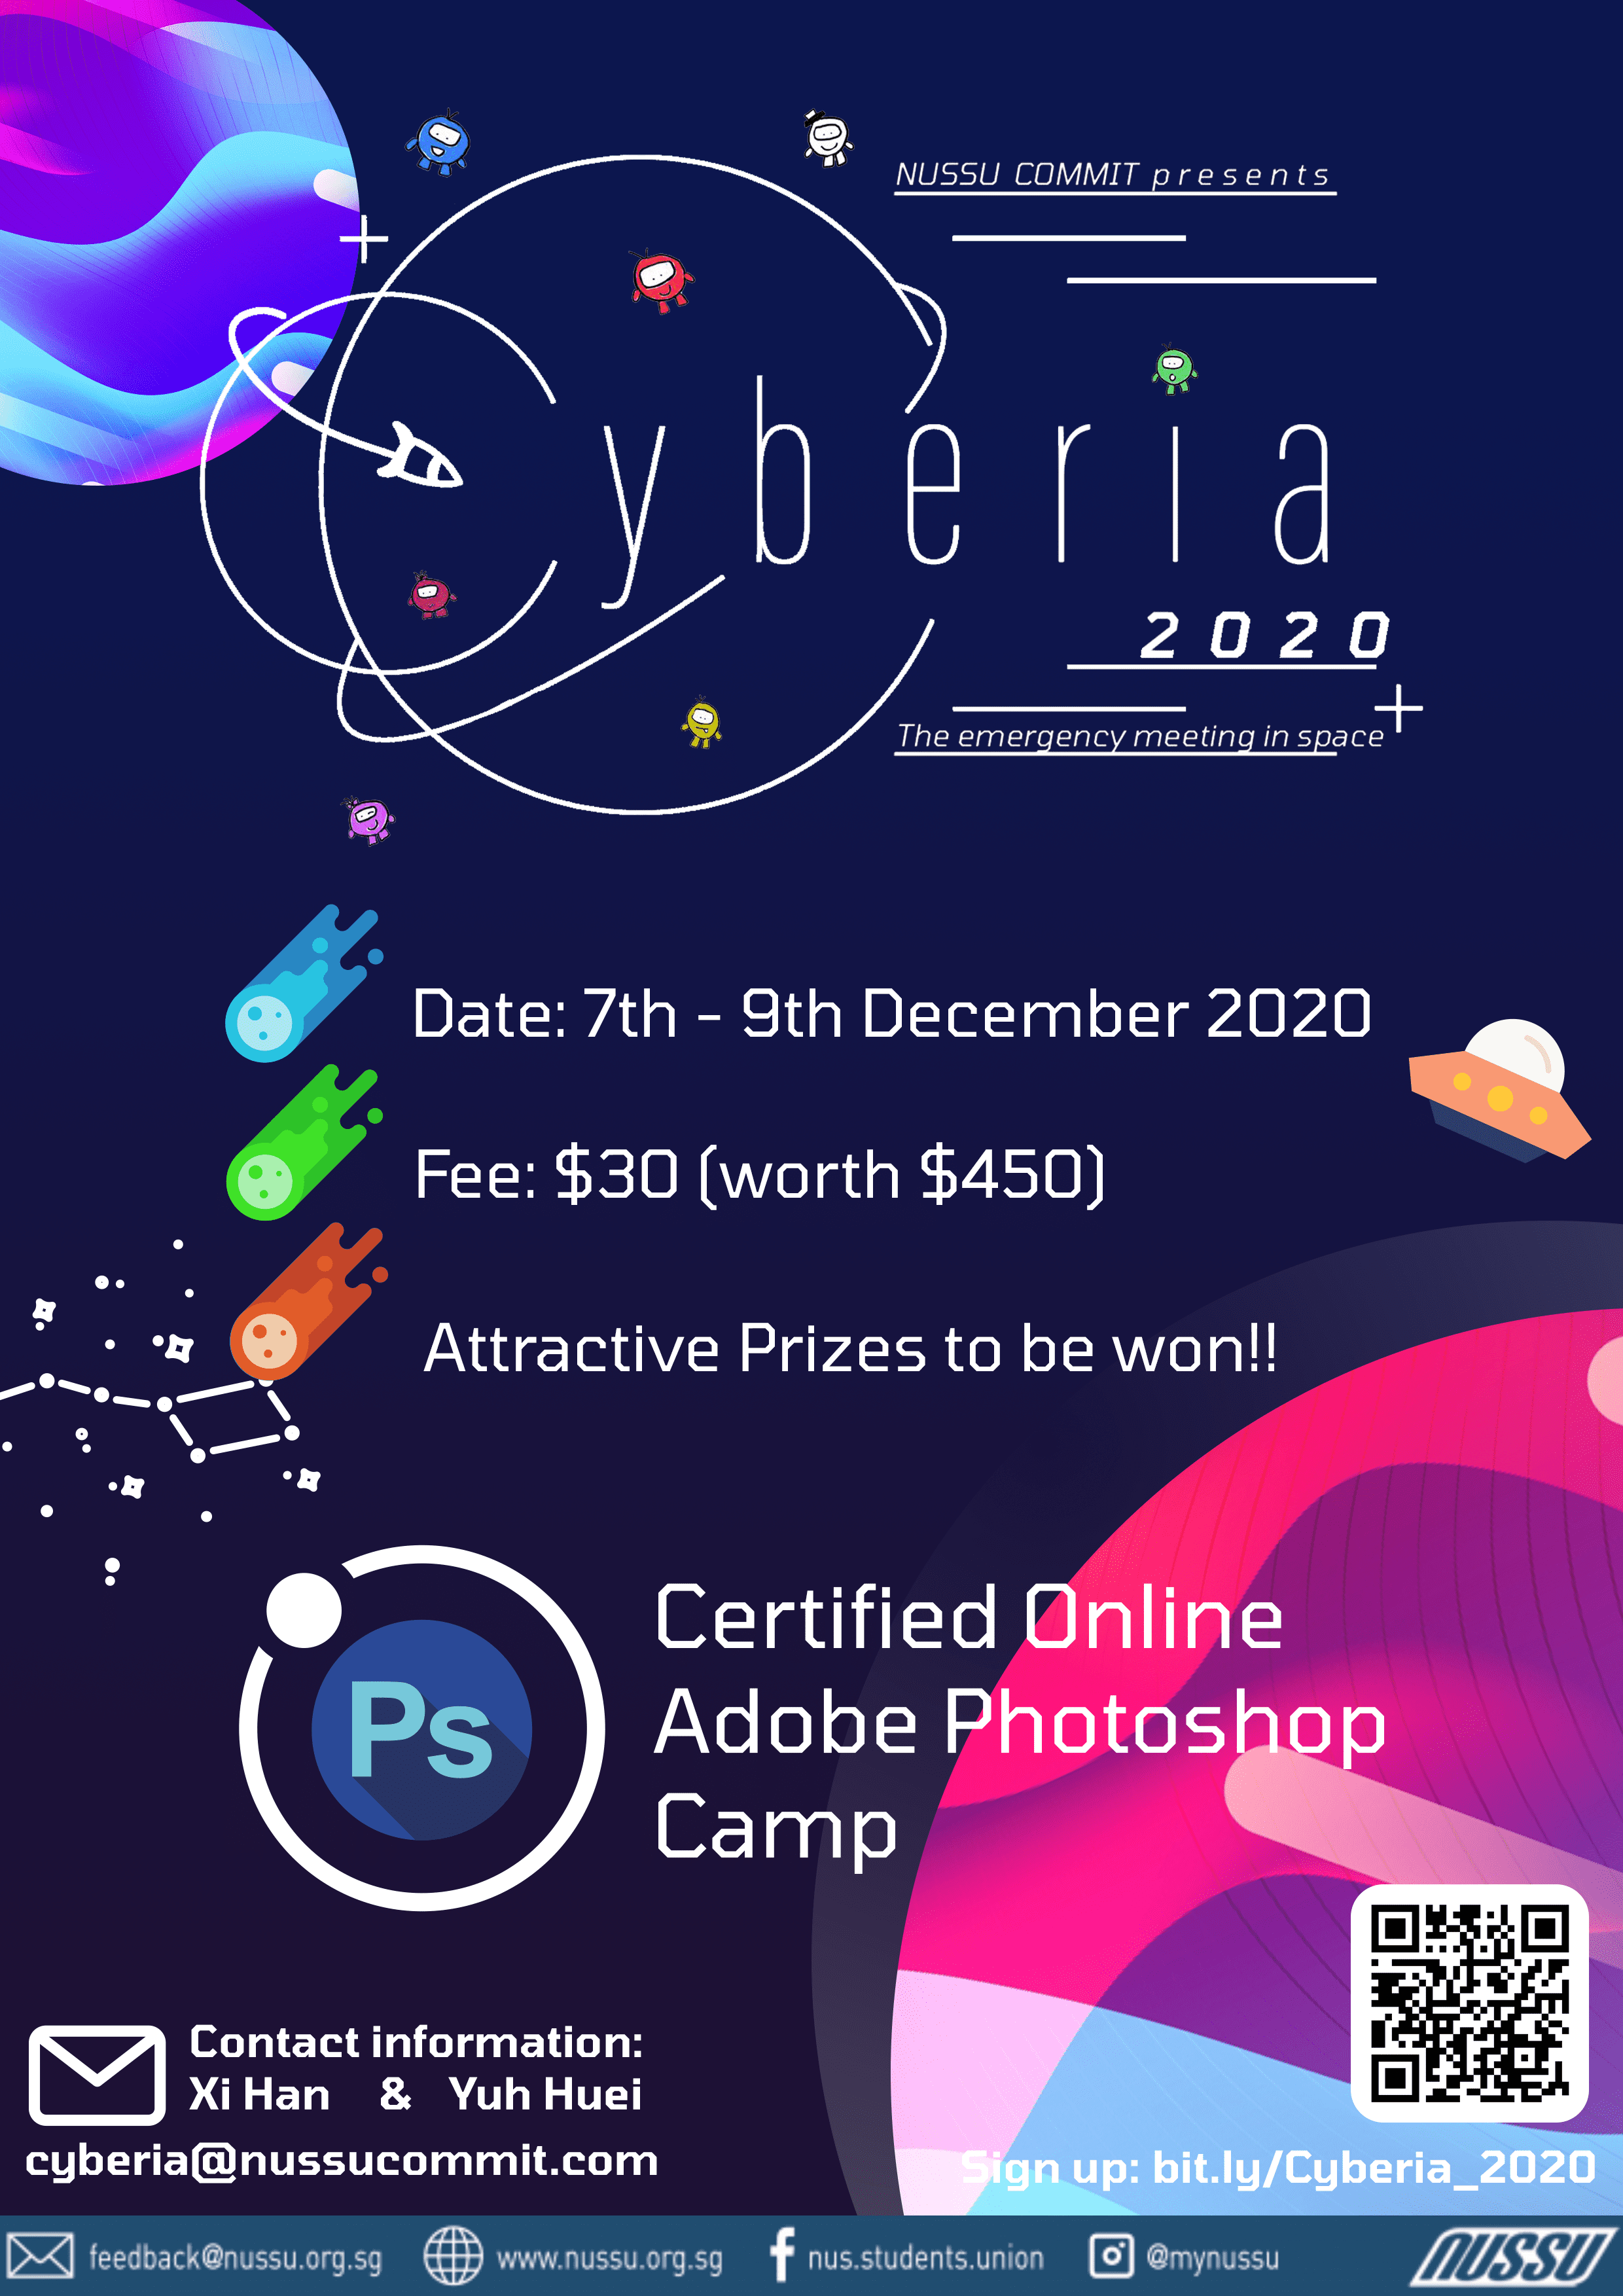 NUSSU COMMIT presents
Cyberia
2020
The emergency meeting in space
Date: 7th - 9th December 2020
Fee: $30 (worth $450)
Attractive Prizes to be won!!
Ps
Certified Online
Adobe Photoshop
Camp
Contact information:
Xi Han & Yuh Huei
cyberia@nussucommit.com
Sign up: bit.ly/Cyberia_2020
feedback@nussu.org.sg www.nussu.org.sg nus.students.union @mynussu NUSSU